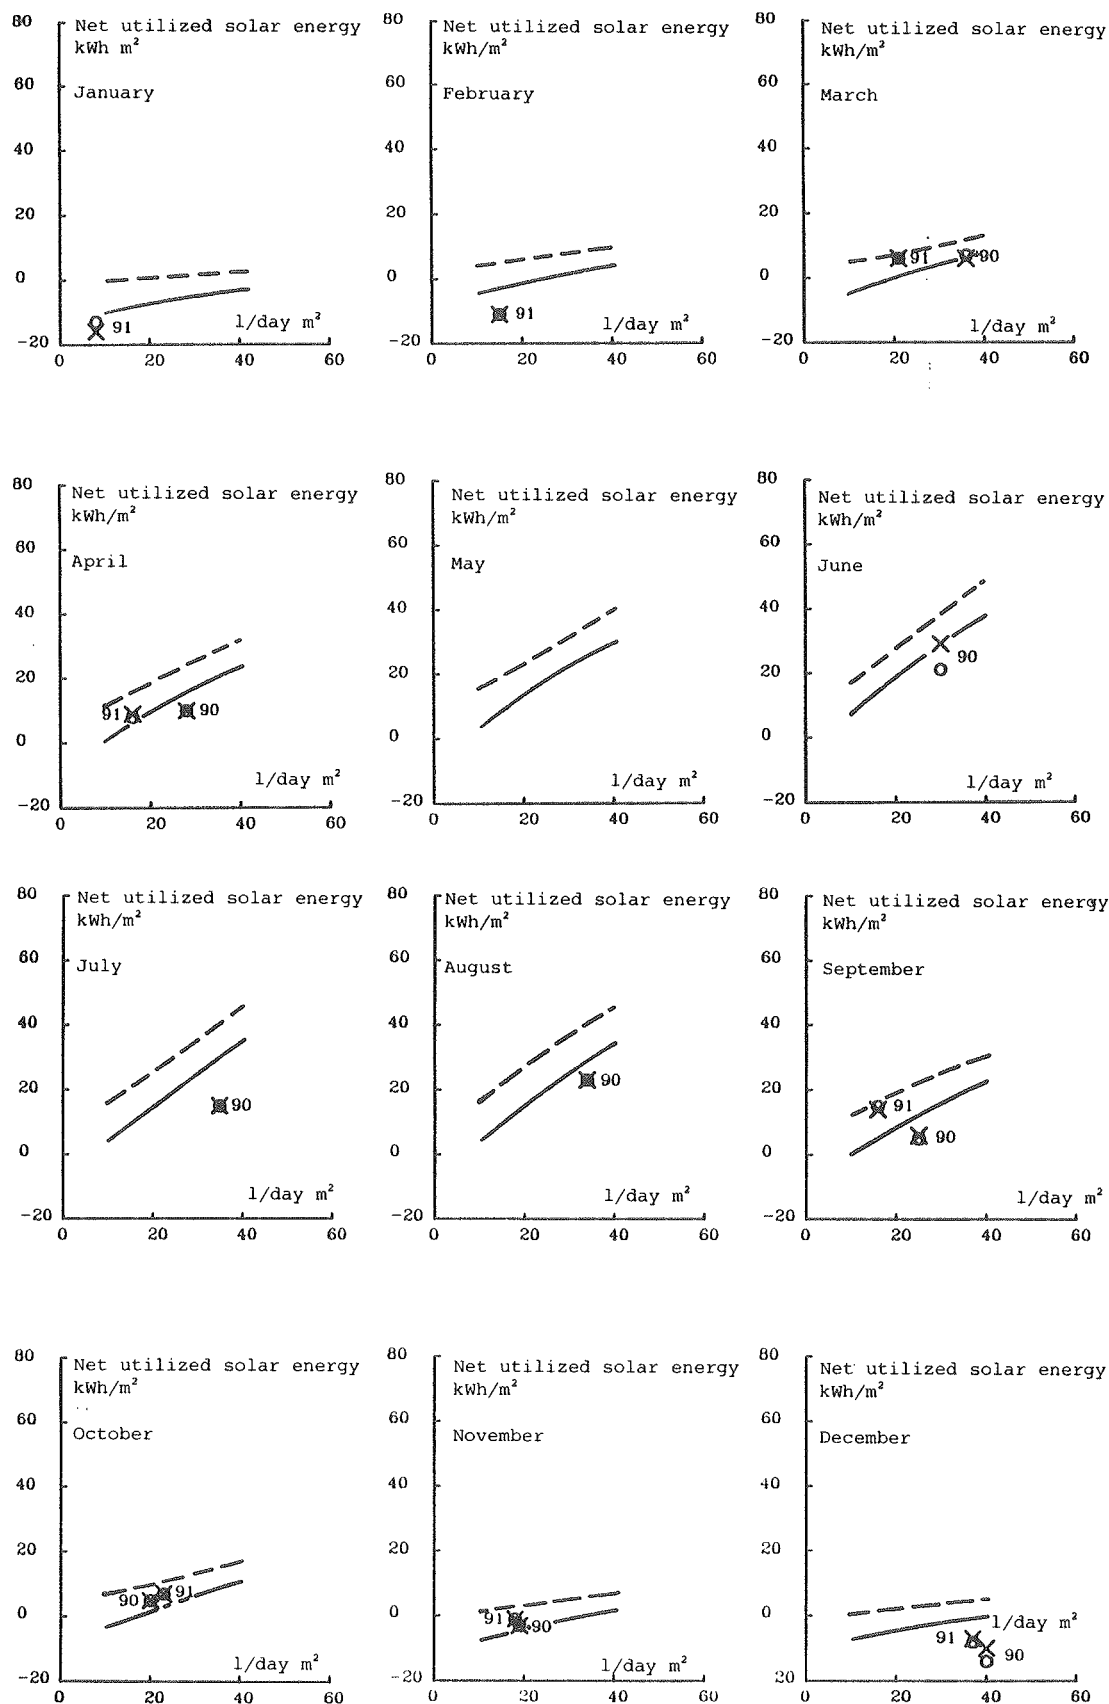 80
Net utilized solar energy
kWh m²
60
January
40
20
0
91
l/day m²
-20
0
20
40
60
80
Net utilized solar energy
kWh/m²
60
February
40
20
0
91
l/day m²
-20
0
20
40
60
80
Net utilized solar energy
kWh/m²
60
March
40
20
91
90
0
l/day m²
-20
0
20
40
60
80
Net utilized solar energy
kWh/m²
60
April
40
20
91
90
0
l/day m²
-20
0
20
40
60
80
Net utilized solar energy
kWh/m²
60
May
40
20
0
l/day m²
-20
0
20
40
60
80
Net utilized solar energy
kWh/m²
60
June
40
90
20
0
l/day m²
-20
0
20
40
60
80
Net utilized solar energy
kWh/m²
60
July
40
20
90
0
l/day m²
-20
0
20
40
60
80
Net utilized solar energy
kWh/m²
60
August
40
20
90
0
l/day m²
-20
0
20
40
60
80
Net utilized solar energy
kWh/m²
60
September
40
20
91
90
0
l/day m²
-20
0
20
40
60
80
Net utilized solar energy
kWh/m²
60
October
40
20
90
91
0
l/day m²
-20
0
20
40
60
80
Net utilized solar energy
kWh/m²
60
November
40
20
91
90
0
l/day m²
-20
0
20
40
60
80
Net utilized solar energy
kWh/m²
60
December
40
20
0
l/day m²
91
90
20
0
20
40
60